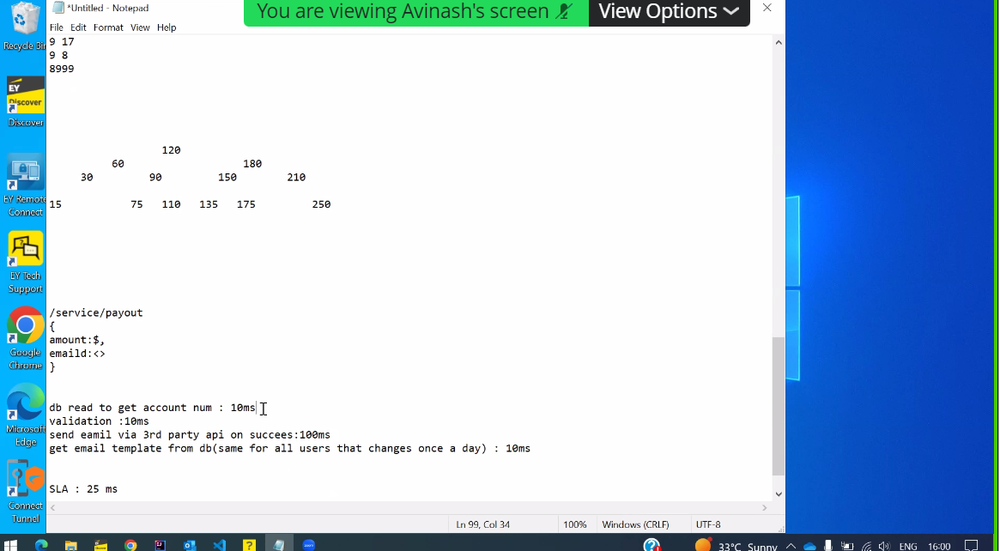 *Untitled - Notepad
You are viewing Avinash's screen
View Options
File Edit Format View Help
Recycle Bin
9 17
9 8
8999
EY
Discover
Discover
120
60 180
30 90 150 210
EY Remote
Connect
15 75 110 135 175 250
EY Tech
Support
/service/payout
{
amount:$,
emaild:<>
}
Google
Chrome
db read to get account num : 10ms
validation :10ms
send eamil via 3rd party api on succees:100ms
get email template from db(same for all users that changes once a day) : 10ms
Microsoft
Edge
SLA : 25 ms
Connect
Tunnel
Ln 99, Col 34 100% Windows (CRLF) UTF-8
zoom
33°C Sunny ENG 16:00